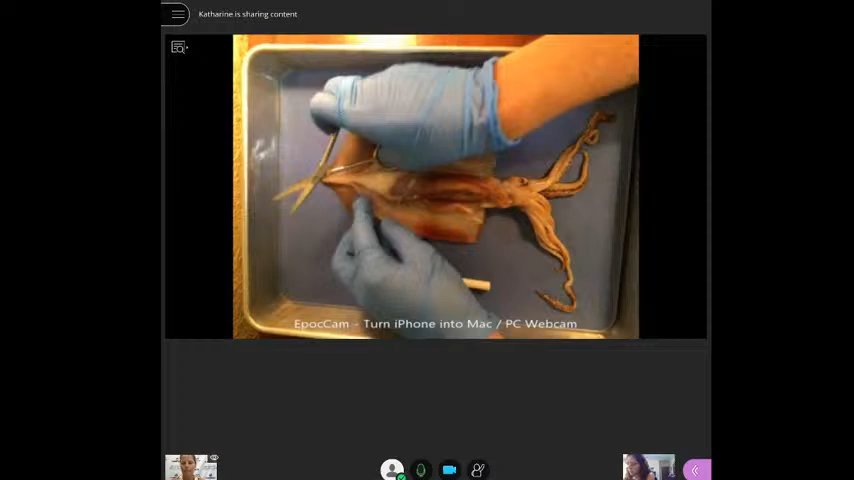 Katharine is sharing content
EpocCam - Turn iPhone into Mac / PC Webcam